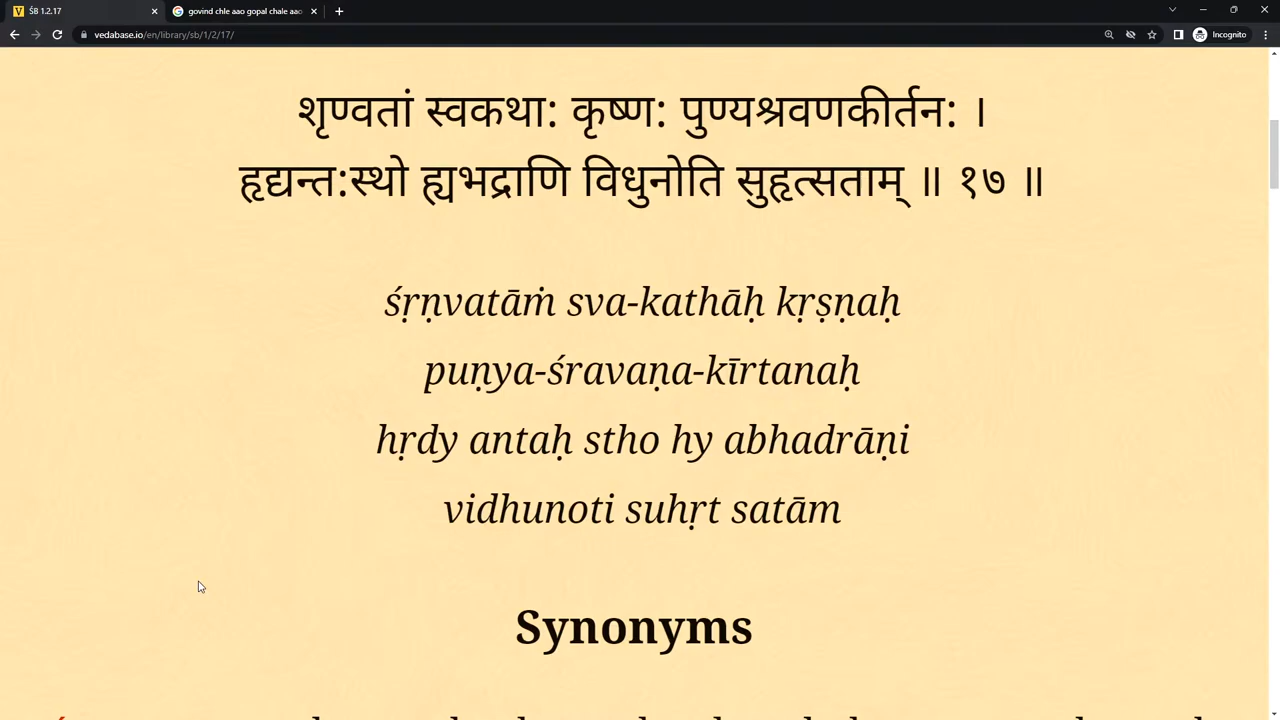 ŚB 1.2.17
govind chle aao gopal chale aao
vedabase.io/en/library/sb/1/2/17/
Incognito
शृण्वतां स्वकथा: कृष्ण: पुण्यश्रवणकीर्तन: ।
हृद्यन्त:स्थो ह्यभद्राणि विधुनोति सुहृत्सताम् ॥ १७ ॥
śṛṇvatāṁ sva-kathāḥ kṛṣṇaḥ
puṇya-śravaṇa-kīrtanaḥ
hṛdy antaḥ stho hy abhadrāṇi
vidhunoti suhṛt satām
Synonyms